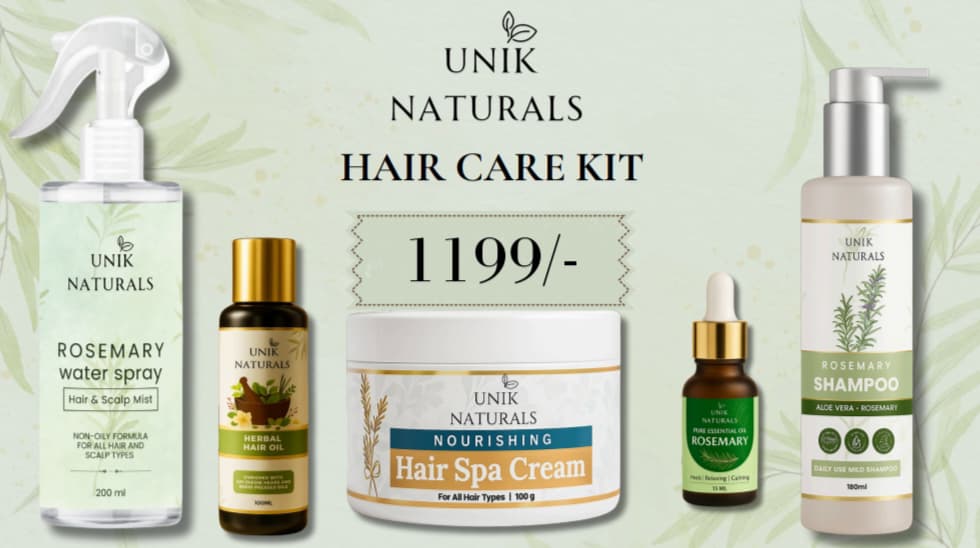 UNIK
NATURALS
HAIR CARE KIT
1199/-
UNIK
NATURALS
ROSEMARY
water spray
Hair & Scalp Mist
NON-OILY FORMULA
FOR ALL HAIR AND
SCALP TYPES
200 ml
UNIK
NATURALS
HERBAL
HAIR OIL
ENRICHED WITH
100ML
UNIK
NATURALS
NOURISHING
Hair Spa Cream
For All Hair Types | 100 g
UNIK
NATURALS
PURE ESSENTIAL OIL
ROSEMARY
Fresh | Relaxing | Calming
15 ML
UNIK
NATURALS
ROSEMARY
SHAMPOO
ALOE VERA • ROSEMARY
DAILY USE MILD SHAMPOO
180ml